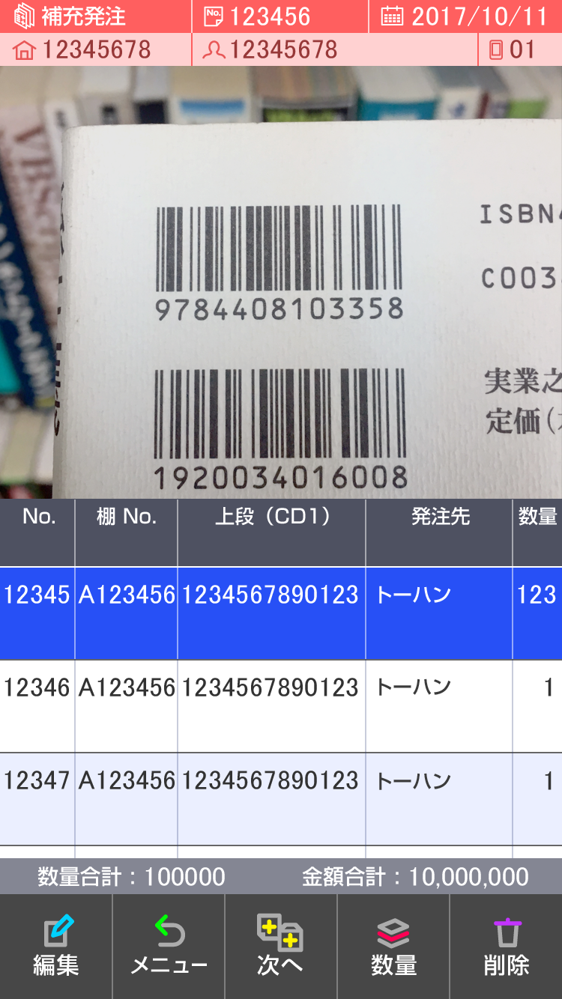 補充発注 No. 123456 2017/10/11
12345678 12345678 01
VBScr
ISBN4
9784408103358
C003
実業之
定価(
1920034016008
No. 棚 No. 上段（CD1） 発注先 数量
12345 A123456 1234567890123 トーハン 123
12346 A123456 1234567890123 トーハン 1
12347 A123456 1234567890123 トーハン 1
数量合計：100000 金額合計：10,000,000
編集 メニュー 次へ 数量 削除